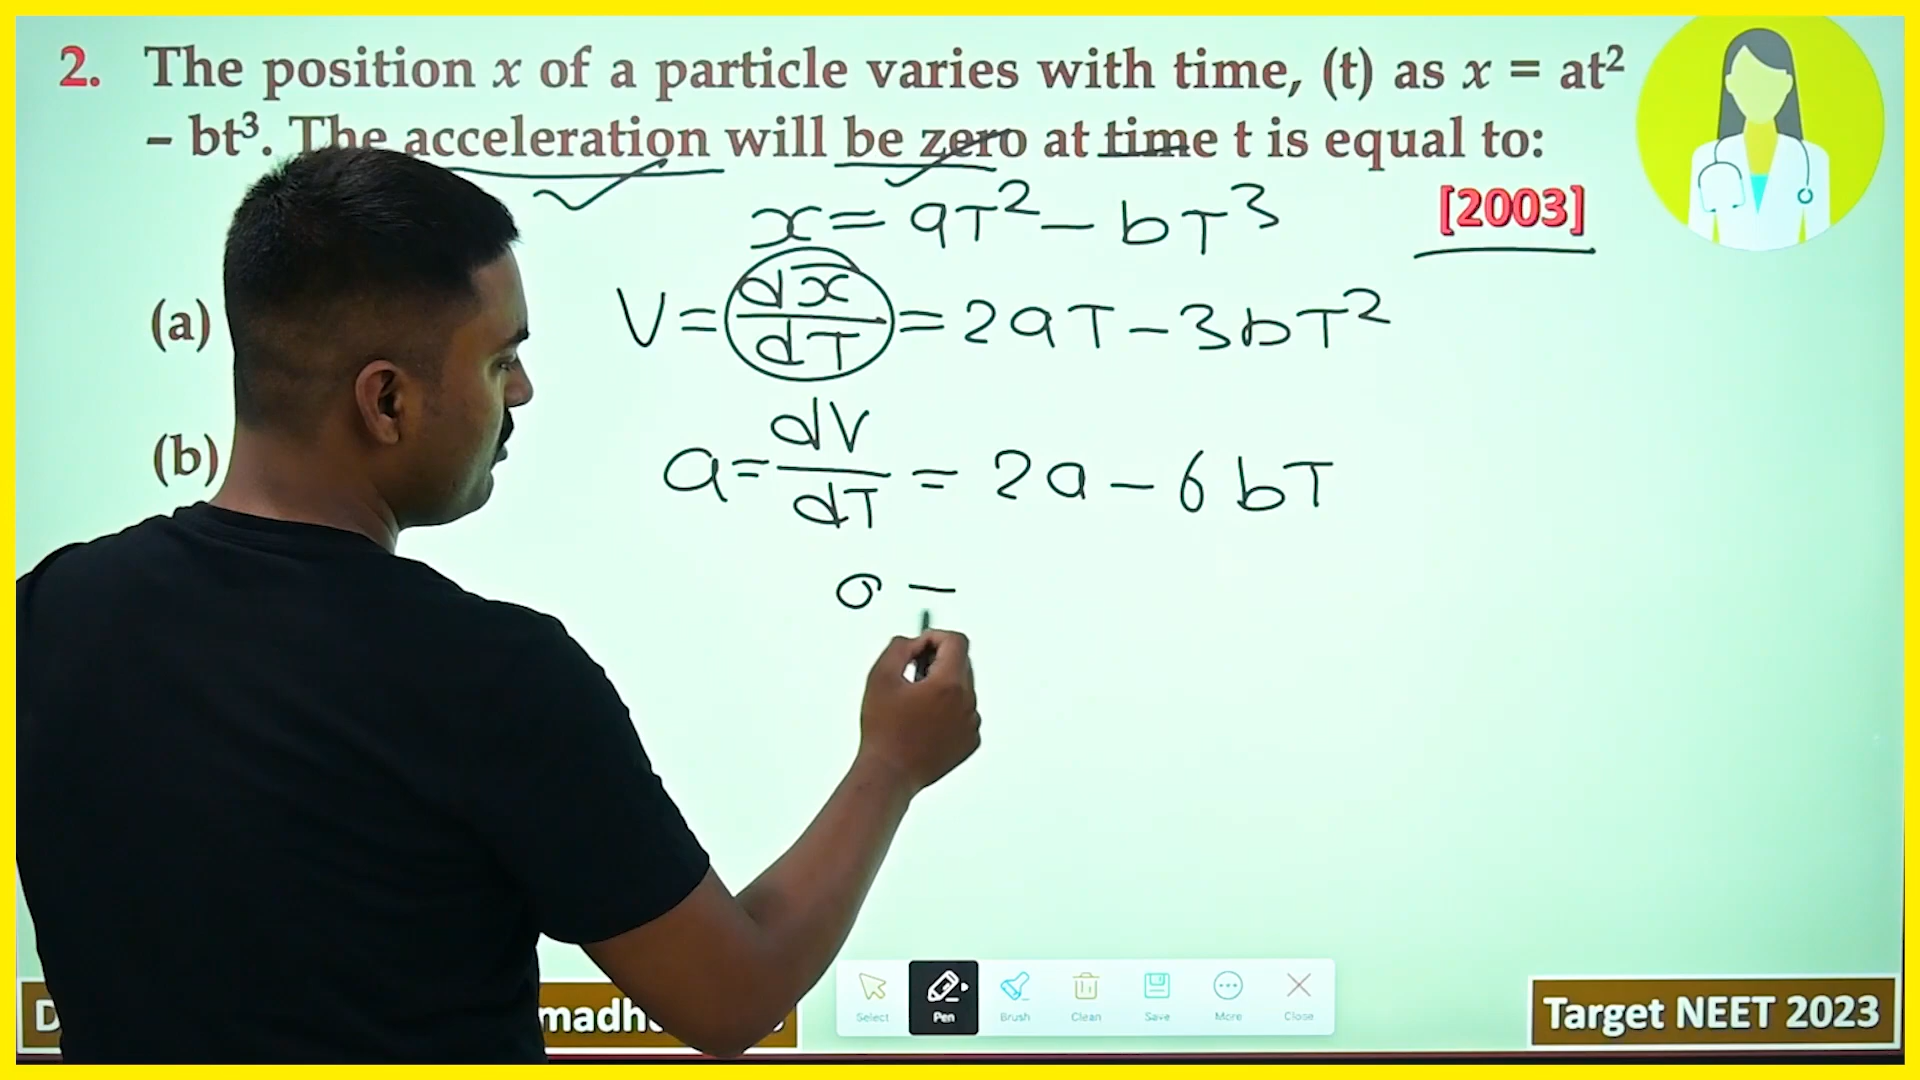 2. The position x of a particle varies with time, (t) as x = at²
– bt³. The acceleration will be zero at time t is equal to:
[2003]
x = aT² – bT³
(a)
V = dx/dT = 2aT – 3bT²
(b)
a = dV/dT = 2a – 6bT
0 –
Select Pen Brush Clean Save More Close
Target NEET 2023